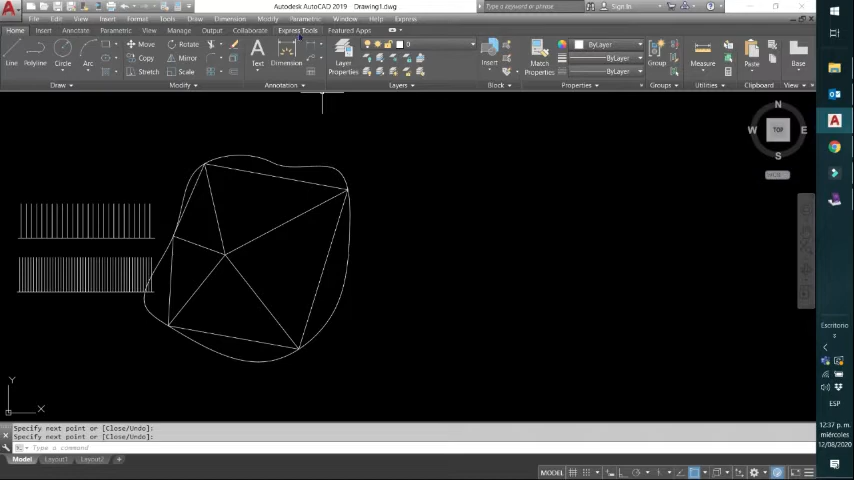 Autodesk AutoCAD 2019 Drawing1.dwg
Type a keyword or phrase
Sign In
File Edit View Insert Format Tools Draw Dimension Modify Parametric Window Help Express
Home Insert Annotate Parametric View Manage Output Collaborate Express Tools Featured Apps
Line Polyline Circle Arc
Move Rotate
Copy Mirror
Stretch Scale
Text Dimension
Layer Properties
0
Insert
Match Properties
ByLayer
ByLayer
ByLayer
Group
Measure
Paste
Base
Draw Modify Annotation Layers Block Properties Groups Utilities Clipboard View
N
W TOP E
S
Y
X
Specify next point or [Close/Undo]:
Specify next point or [Close/Undo]:
Type a command
Model Layout1 Layout2 +
MODEL
Escritorio
ESP
12:37 p. m.
miércoles
12/08/2020